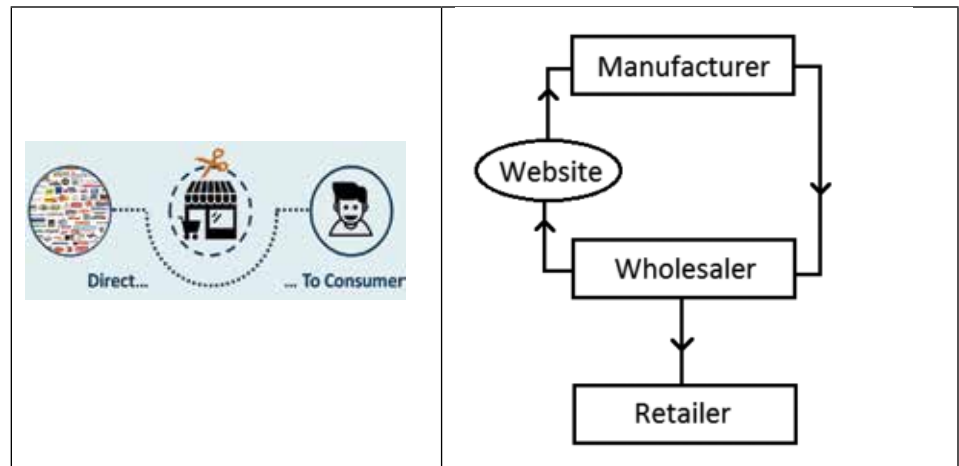 Direct...
... To Consumer
Manufacturer
Website
Wholesaler
Retailer